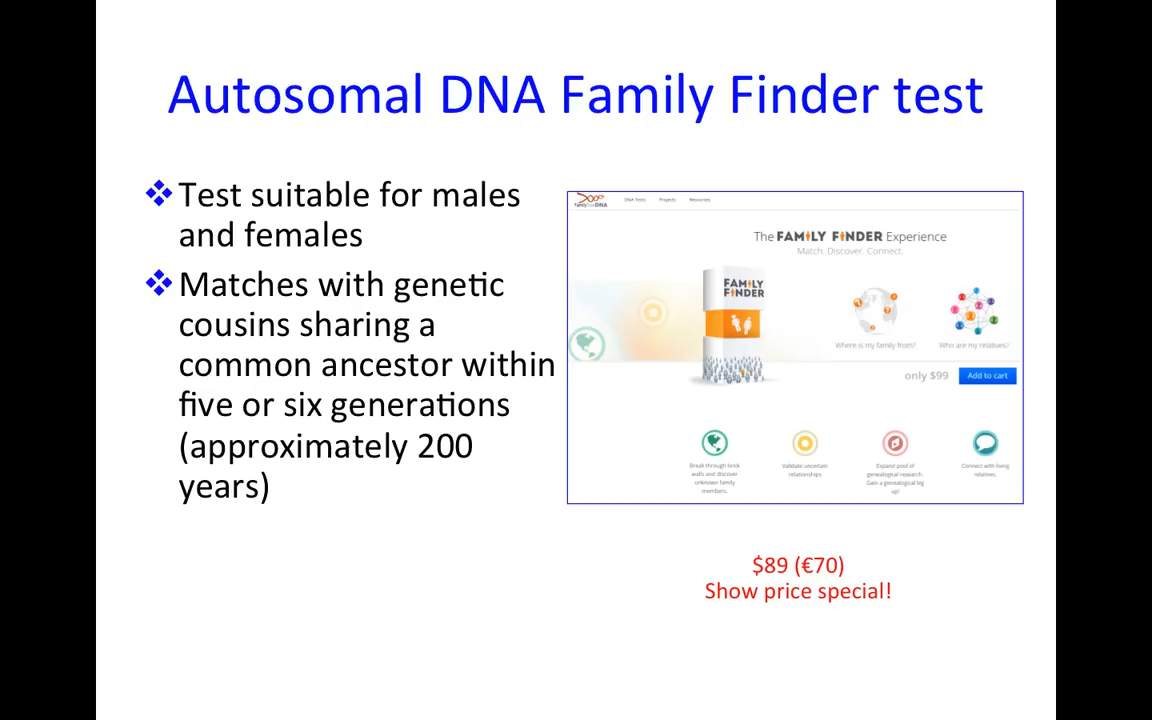 Autosomal DNA Family Finder test
❖ Test suitable for males
and females
❖ Matches with genetic
cousins sharing a
common ancestor within
five or six generations
(approximately 200
years)
FamilyTreeDNA
DNA Tests Projects Resources
The FAMILY FINDER Experience
Match. Discover. Connect.
FAMILY
FINDER
Where is my family from? Who are my relatives?
only $99 Add to cart
Break through brick
walls and discover
unknown family
members.
Validate uncertain
relationships
Expand pool of
genealogical research.
Gain a genealogical leg
up!
Connect with living
relatives.
$89 (€70)
Show price special!